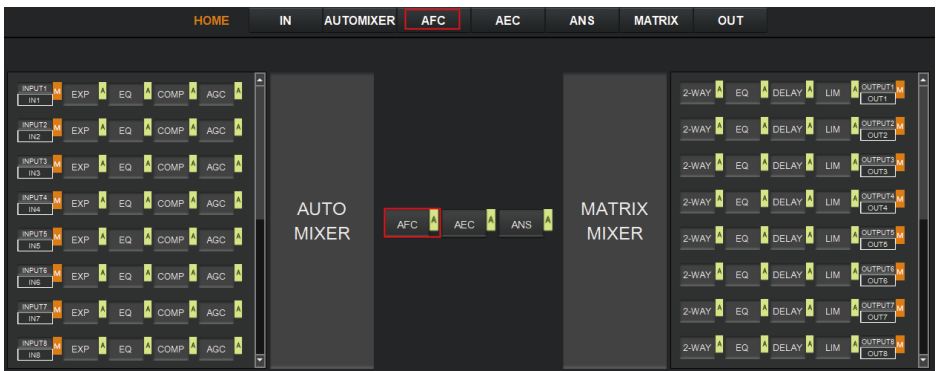 HOME IN AUTOMIXER AFC AEC ANS MATRIX OUT
INPUT1 M EXP A EQ A COMP A AGC A
IN1
INPUT2 M EXP A EQ A COMP A AGC A
IN2
INPUT3 M EXP A EQ A COMP A AGC A
IN3
INPUT4 M EXP A EQ A COMP A AGC A
IN4
INPUT5 M EXP A EQ A COMP A AGC A
IN5
INPUT6 M EXP A EQ A COMP A AGC A
IN6
INPUT7 M EXP A EQ A COMP A AGC A
IN7
INPUT8 M EXP A EQ A COMP A AGC A
IN8
AUTO
MIXER
AFC A AEC A ANS A
MATRIX
MIXER
2-WAY A EQ A DELAY A LIM A OUTPUT1 M
OUT1
2-WAY A EQ A DELAY A LIM A OUTPUT2 M
OUT2
2-WAY A EQ A DELAY A LIM A OUTPUT3 M
OUT3
2-WAY A EQ A DELAY A LIM A OUTPUT4 M
OUT4
2-WAY A EQ A DELAY A LIM A OUTPUT5 M
OUT5
2-WAY A EQ A DELAY A LIM A OUTPUT6 M
OUT6
2-WAY A EQ A DELAY A LIM A OUTPUT7 M
OUT7
2-WAY A EQ A DELAY A LIM A OUTPUT8 M
OUT8